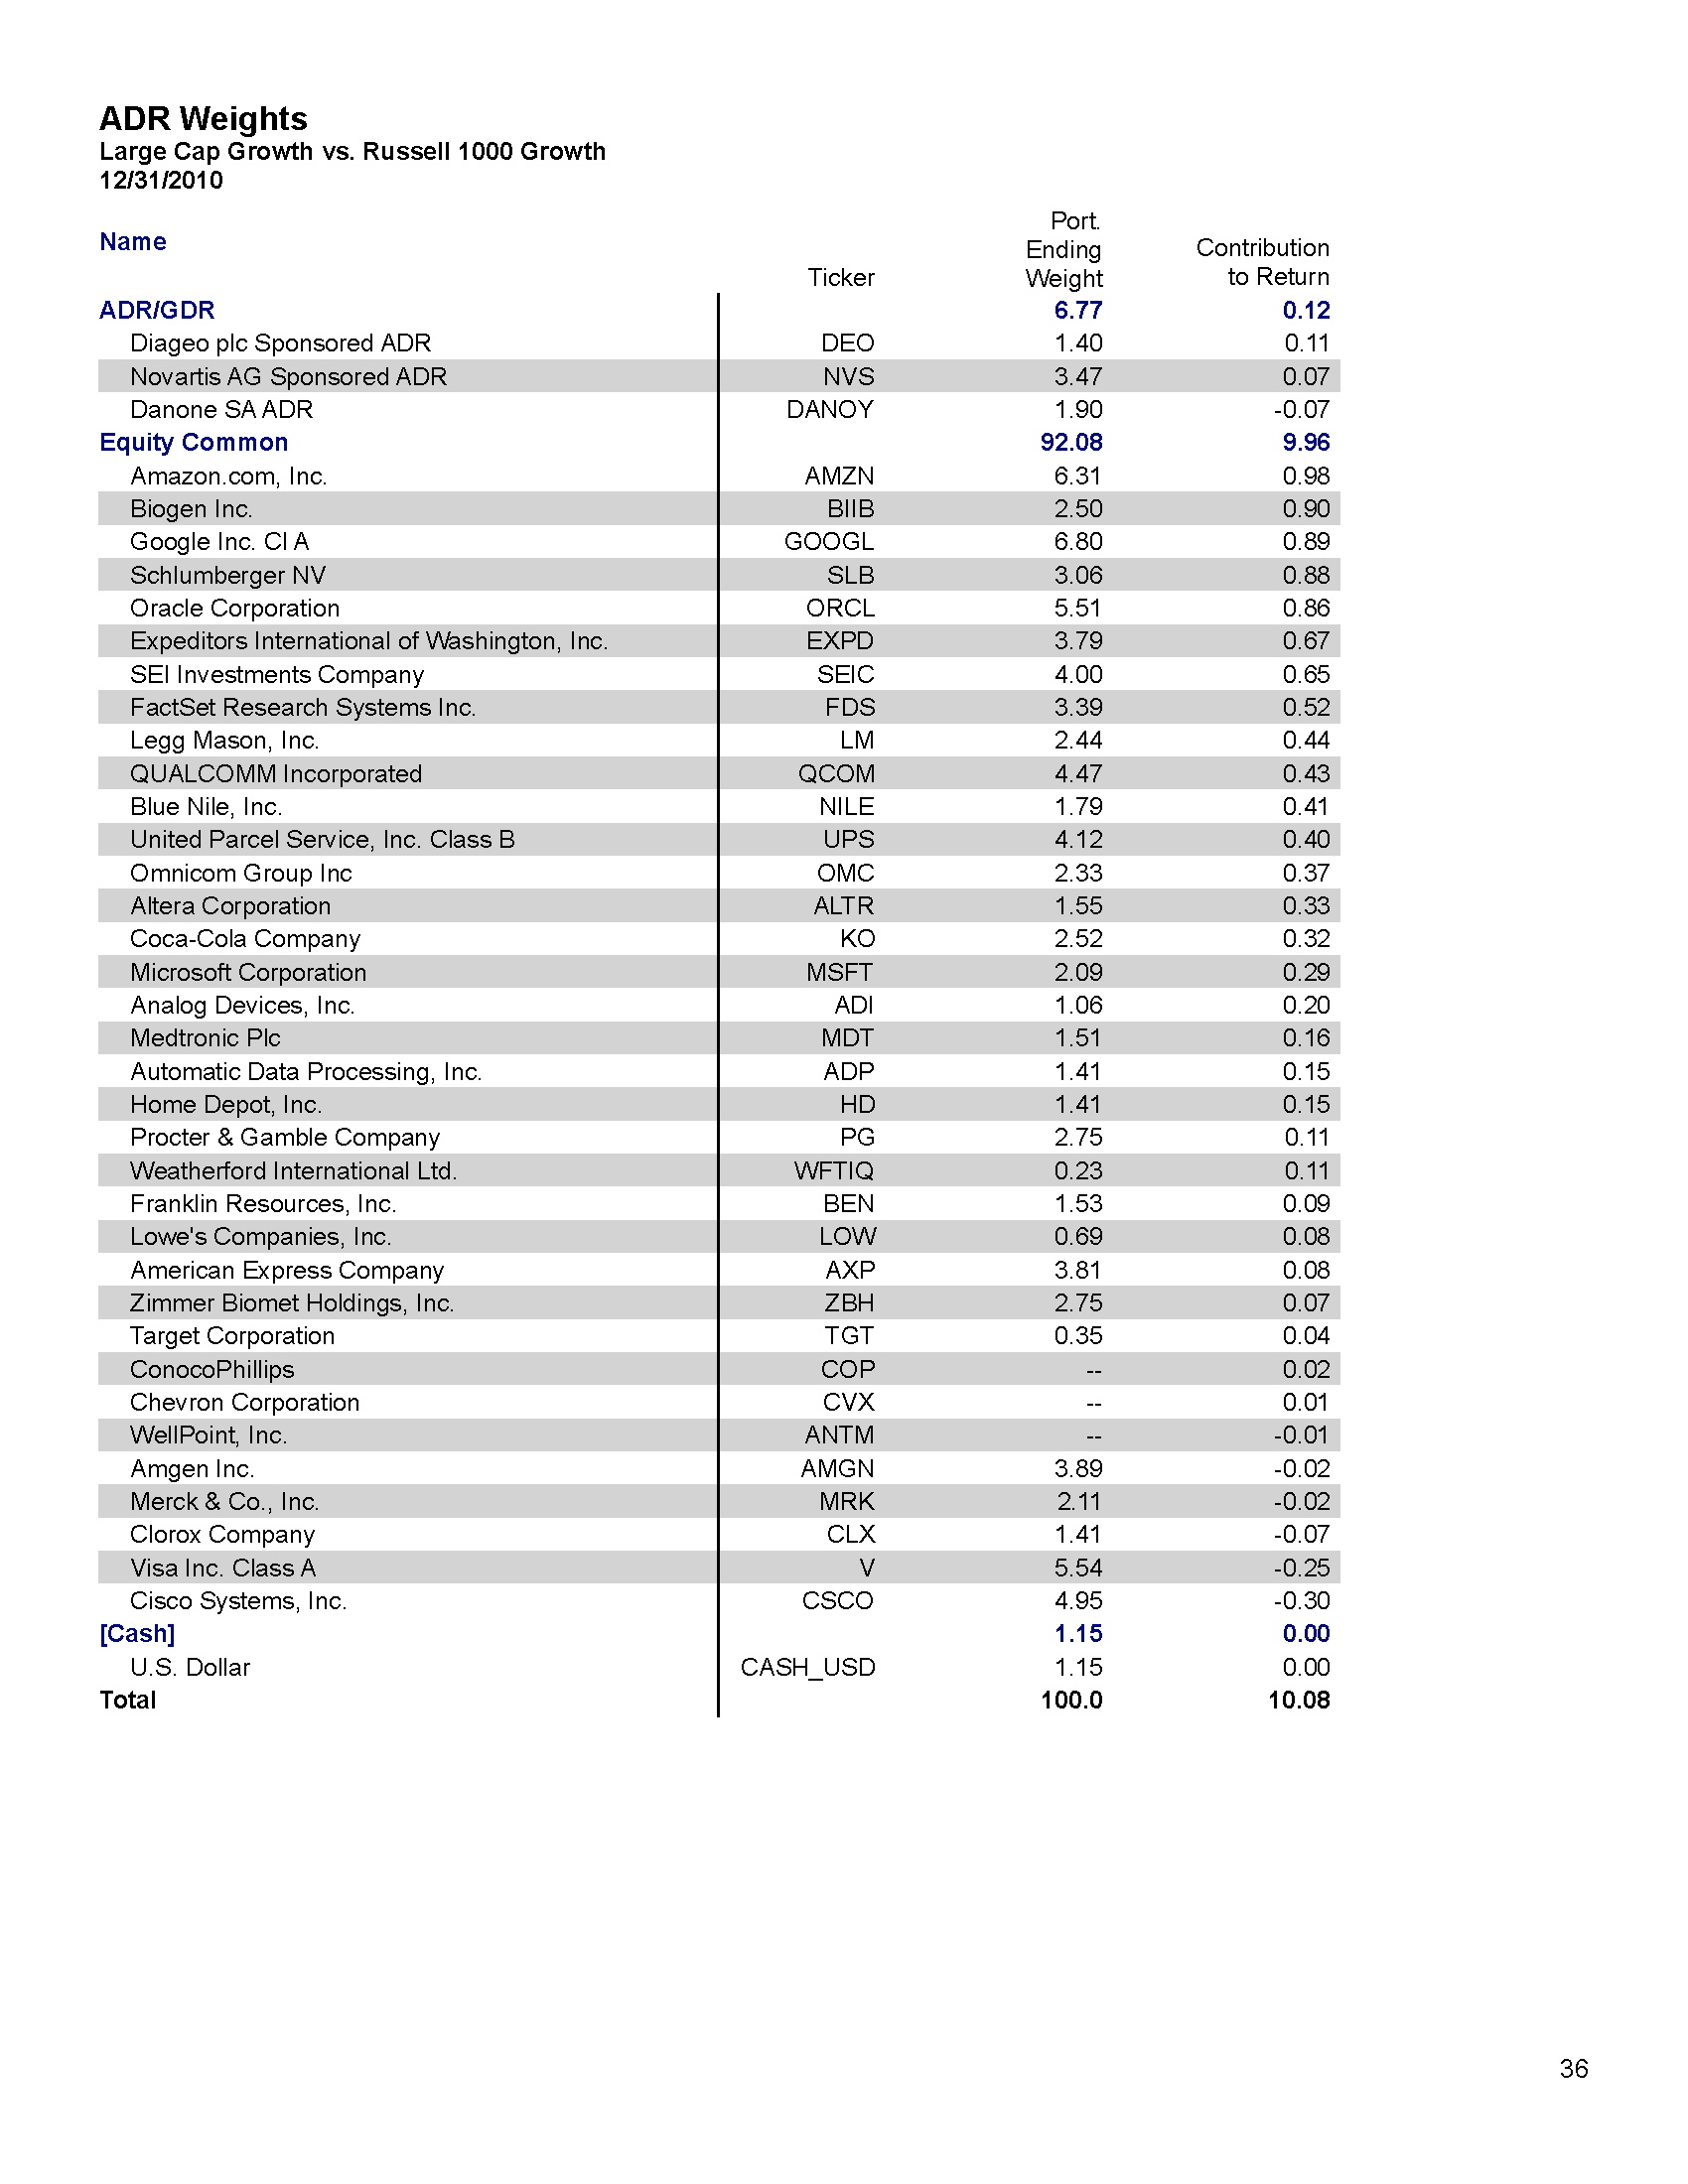 ADR Weights
Large Cap Growth vs. Russell 1000 Growth
12/31/2010
Name Ticker Port. Ending Weight Contribution to Return
ADR/GDR 6.77 0.12
Diageo plc Sponsored ADR DEO 1.40 0.11
Novartis AG Sponsored ADR NVS 3.47 0.07
Danone SA ADR DANOY 1.90 -0.07
Equity Common 92.08 9.96
Amazon.com, Inc. AMZN 6.31 0.98
Biogen Inc. BIIB 2.50 0.90
Google Inc. Cl A GOOGL 6.80 0.89
Schlumberger NV SLB 3.06 0.88
Oracle Corporation ORCL 5.51 0.86
Expeditors International of Washington, Inc. EXPD 3.79 0.67
SEI Investments Company SEIC 4.00 0.65
FactSet Research Systems Inc. FDS 3.39 0.52
Legg Mason, Inc. LM 2.44 0.44
QUALCOMM Incorporated QCOM 4.47 0.43
Blue Nile, Inc. NILE 1.79 0.41
United Parcel Service, Inc. Class B UPS 4.12 0.40
Omnicom Group Inc OMC 2.33 0.37
Altera Corporation ALTR 1.55 0.33
Coca-Cola Company KO 2.52 0.32
Microsoft Corporation MSFT 2.09 0.29
Analog Devices, Inc. ADI 1.06 0.20
Medtronic Plc MDT 1.51 0.16
Automatic Data Processing, Inc. ADP 1.41 0.15
Home Depot, Inc. HD 1.41 0.15
Procter & Gamble Company PG 2.75 0.11
Weatherford International Ltd. WFTIQ 0.23 0.11
Franklin Resources, Inc. BEN 1.53 0.09
Lowe's Companies, Inc. LOW 0.69 0.08
American Express Company AXP 3.81 0.08
Zimmer Biomet Holdings, Inc. ZBH 2.75 0.07
Target Corporation TGT 0.35 0.04
ConocoPhillips COP -- 0.02
Chevron Corporation CVX -- 0.01
WellPoint, Inc. ANTM -- -0.01
Amgen Inc. AMGN 3.89 -0.02
Merck & Co., Inc. MRK 2.11 -0.02
Clorox Company CLX 1.41 -0.07
Visa Inc. Class A V 5.54 -0.25
Cisco Systems, Inc. CSCO 4.95 -0.30
[Cash] 1.15 0.00
U.S. Dollar CASH_USD 1.15 0.00
Total 100.0 10.08
36